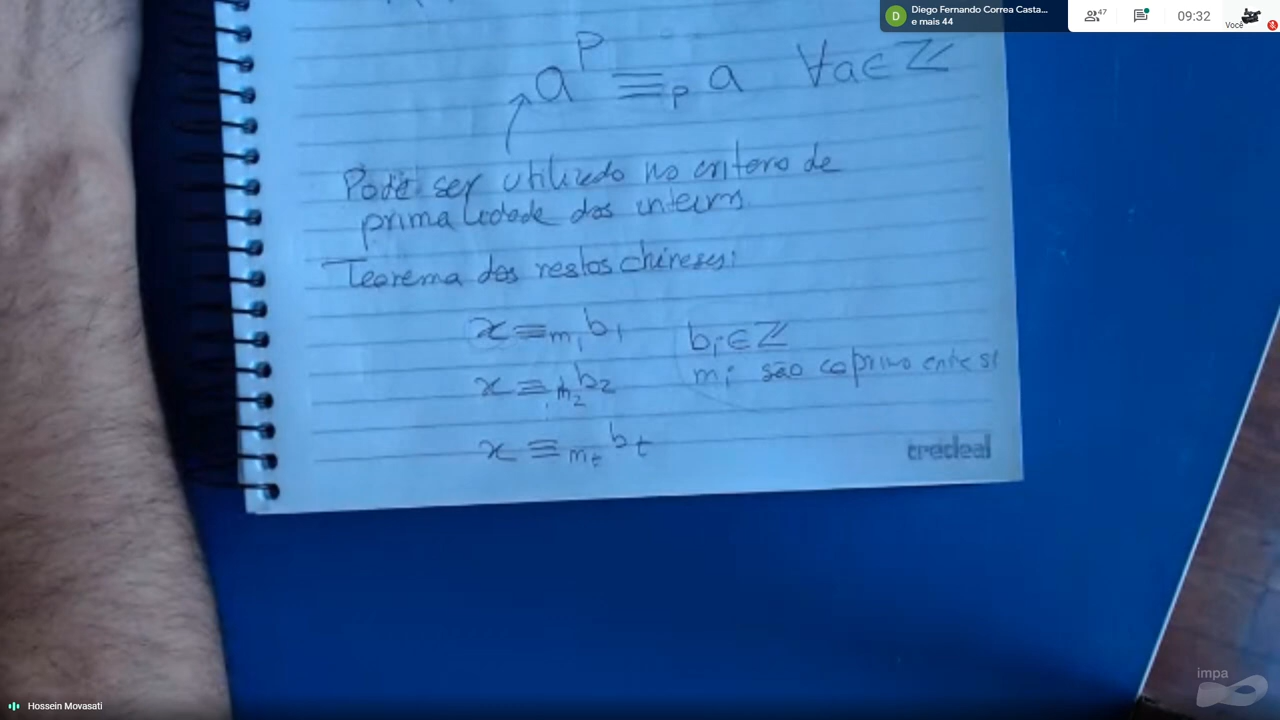 Diego Fernando Correa Casta...
e mais 44
47
09:32
Você
a^p ≡_p a ∀a∈ℤ
Pode ser utilizado no critero de
primalidade dos inteiros
Teorema dos restos chineses:
x ≡_{m_1} b_1 b_i ∈ ℤ
x ≡_{m_2} b_2 m_i são coprimo entre si
x ≡_{m_t} b_t
credeal
impa
Hossein Movasati